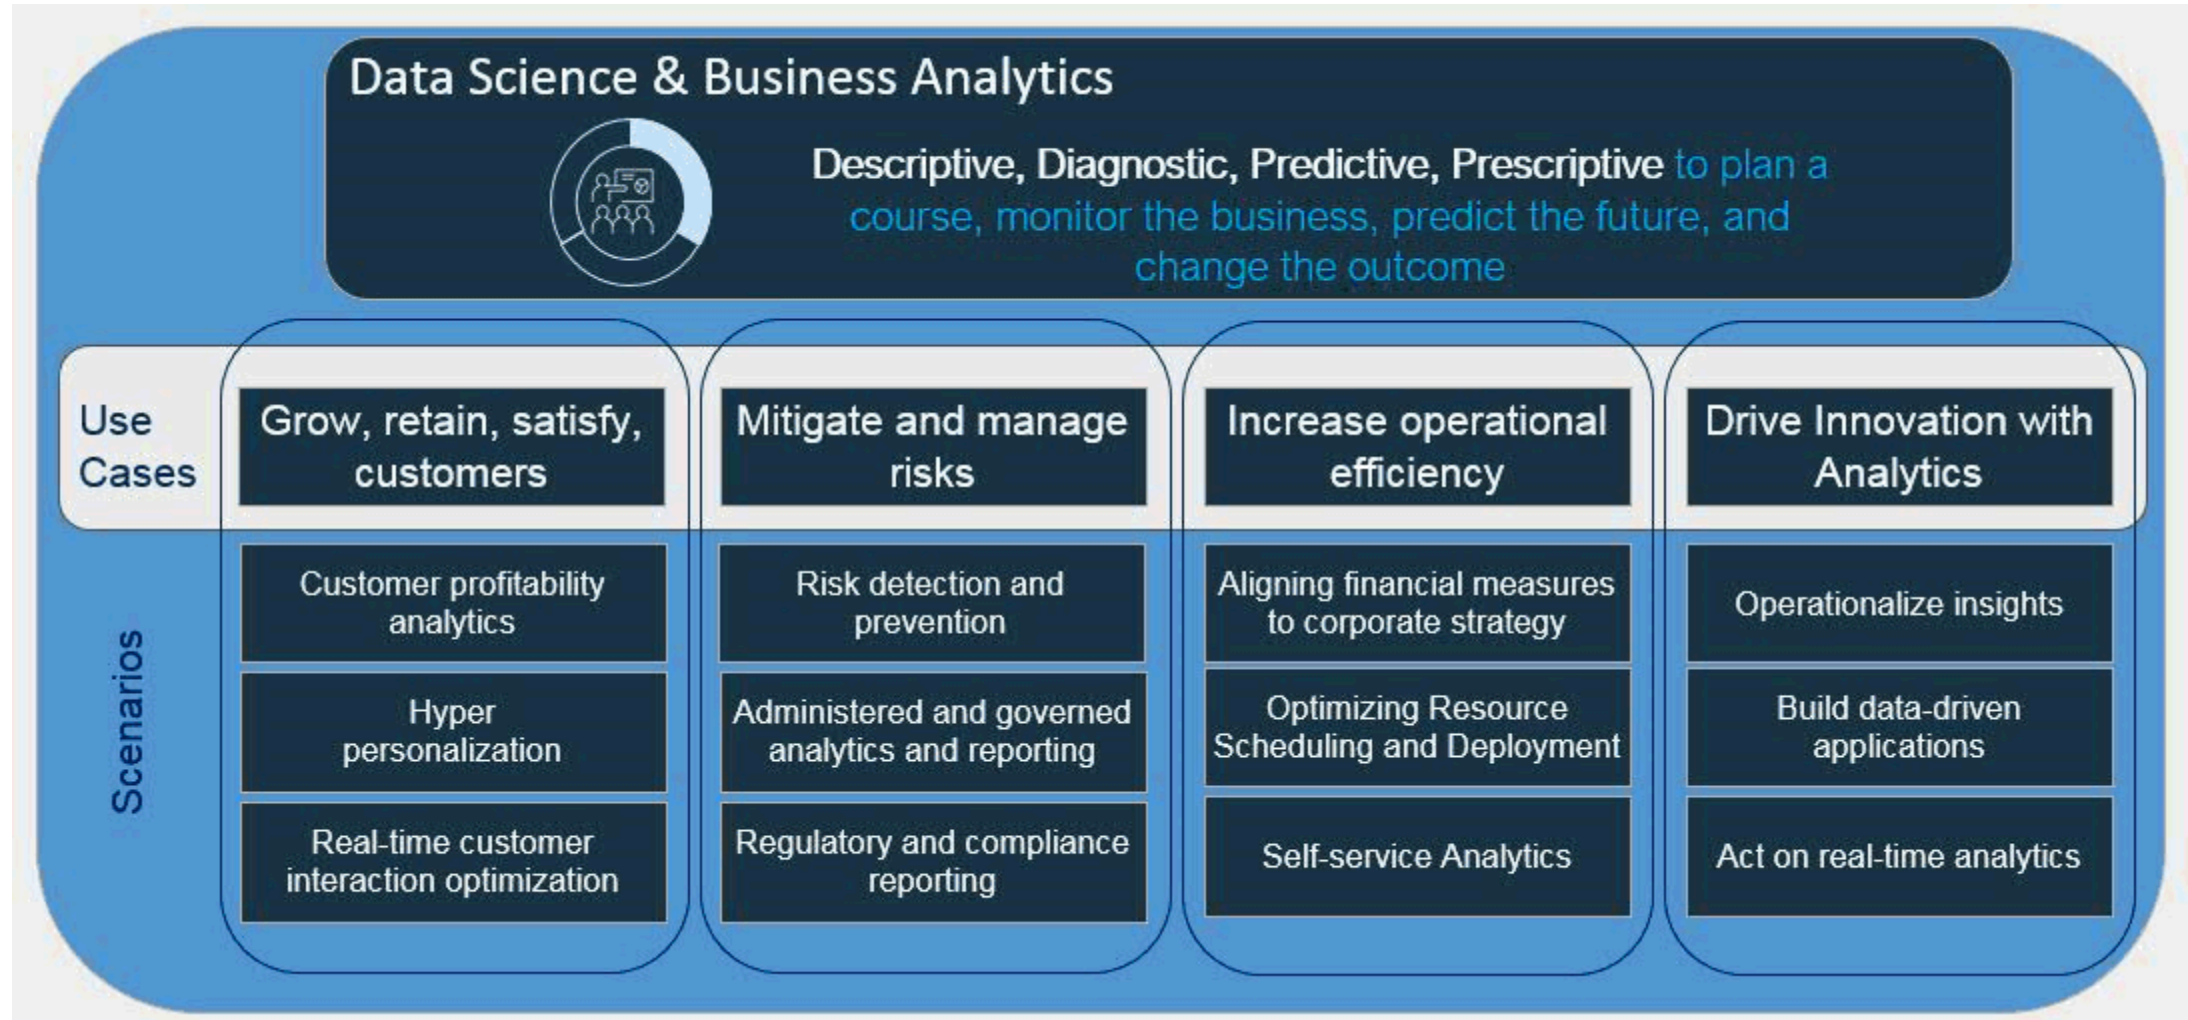 Data Science & Business Analytics
Descriptive, Diagnostic, Predictive, Prescriptive to plan a
course, monitor the business, predict the future, and
change the outcome
Use
Cases
Grow, retain, satisfy,
customers
Mitigate and manage
risks
Increase operational
efficiency
Drive Innovation with
Analytics
Scenarios
Customer profitability
analytics
Risk detection and
prevention
Aligning financial measures
to corporate strategy
Operationalize insights
Hyper
personalization
Administered and governed
analytics and reporting
Optimizing Resource
Scheduling and Deployment
Build data-driven
applications
Real-time customer
interaction optimization
Regulatory and compliance
reporting
Self-service Analytics
Act on real-time analytics